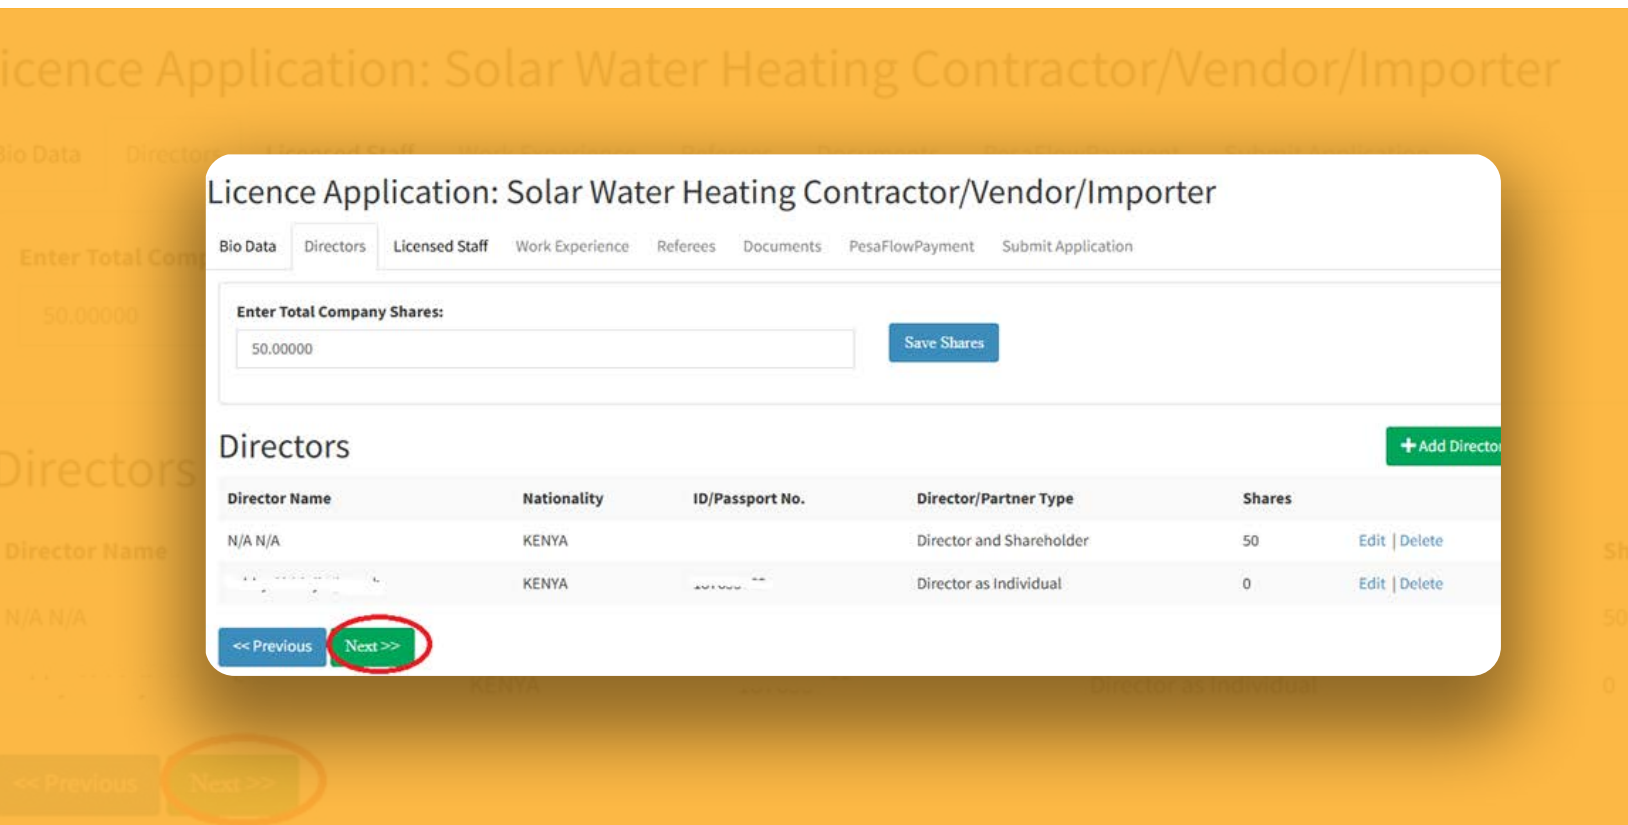 Licence Application: Solar Water Heating Contractor/Vendor/Importer
Bio Data Directors Licensed Staff Work Experience Referees Documents PesaFlowPayment Submit Application
Enter Total Company Shares:
50.00000 Save Shares
Directors +Add Director
Director Name Nationality ID/Passport No. Director/Partner Type Shares
N/A N/A KENYA Director and Shareholder 50 Edit | Delete
KENYA Director as Individual 0 Edit | Delete
<< Previous Next >>